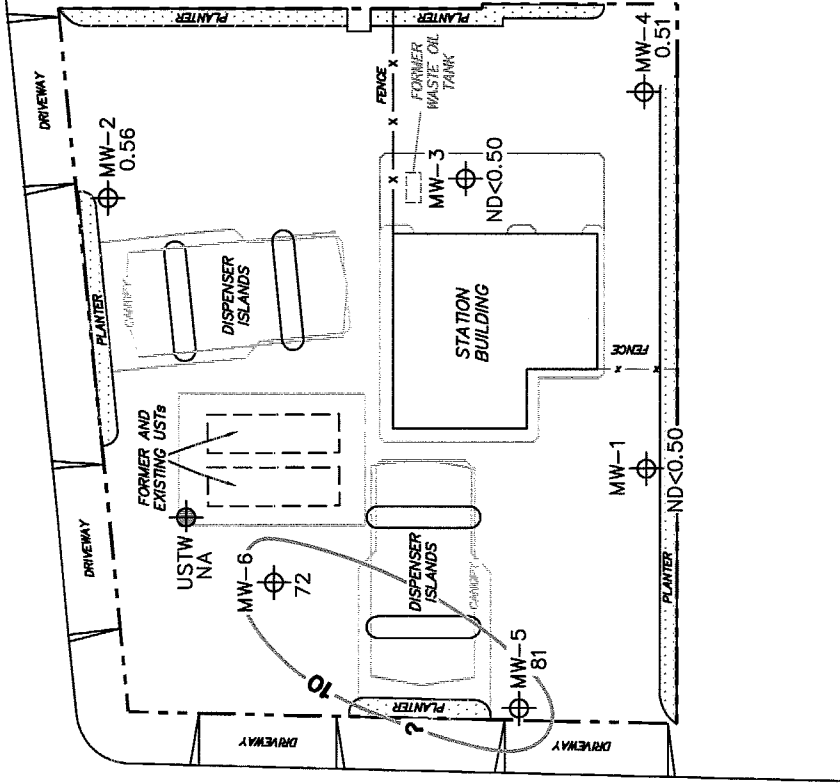 PLANTER
PLANTER
DRIVEWAY
MW-2
0.56
FENCE
FORMER
WASTE OIL
TANK
MW-4
0.51
MW-3
ND<0.50
PLANTER
CANOPY
DISPENSER
ISLANDS
STATION
BUILDING
FENCE
FORMER AND
EXISTING USTs
DRIVEWAY
USTW
NA
MW-6
72
DISPENSER
ISLANDS
CANOPY
MW-1
ND<0.50
PLANTER
10
?
PLANTER
MW-5
81
DRIVEWAY
DRIVEWAY
x
x
x
x
x